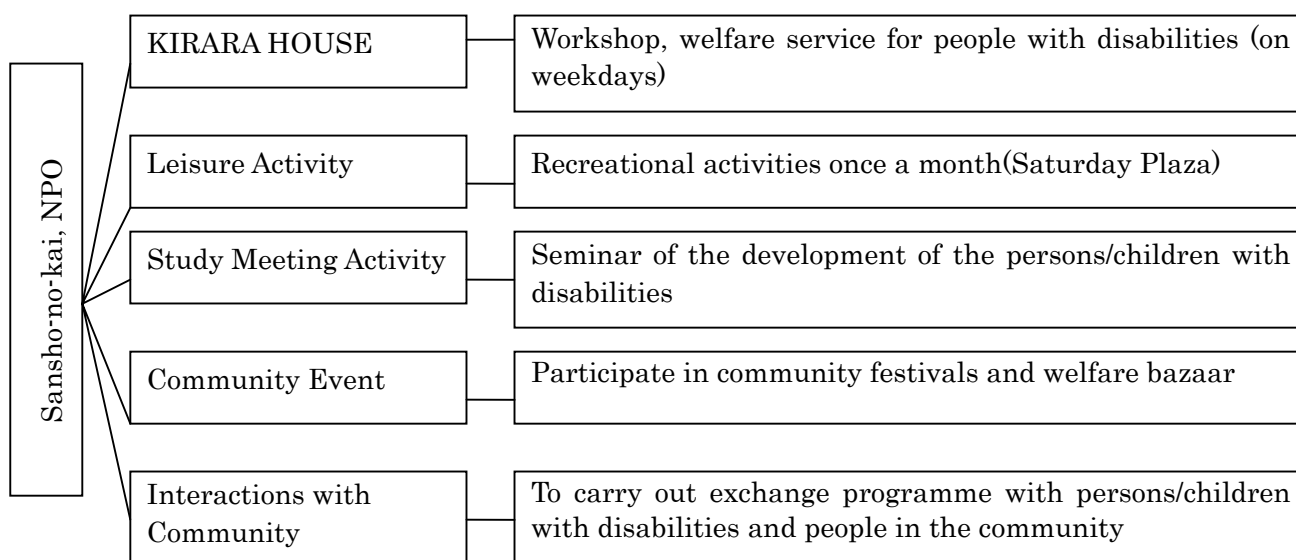 Sansho-no-kai, NPO
KIRARA HOUSE
Workshop, welfare service for people with disabilities (on
weekdays)
Leisure Activity
Recreational activities once a month(Saturday Plaza)
Study Meeting Activity
Seminar of the development of the persons/children with
disabilities
Community Event
Participate in community festivals and welfare bazaar
Interactions with
Community
To carry out exchange programme with persons/children
with disabilities and people in the community